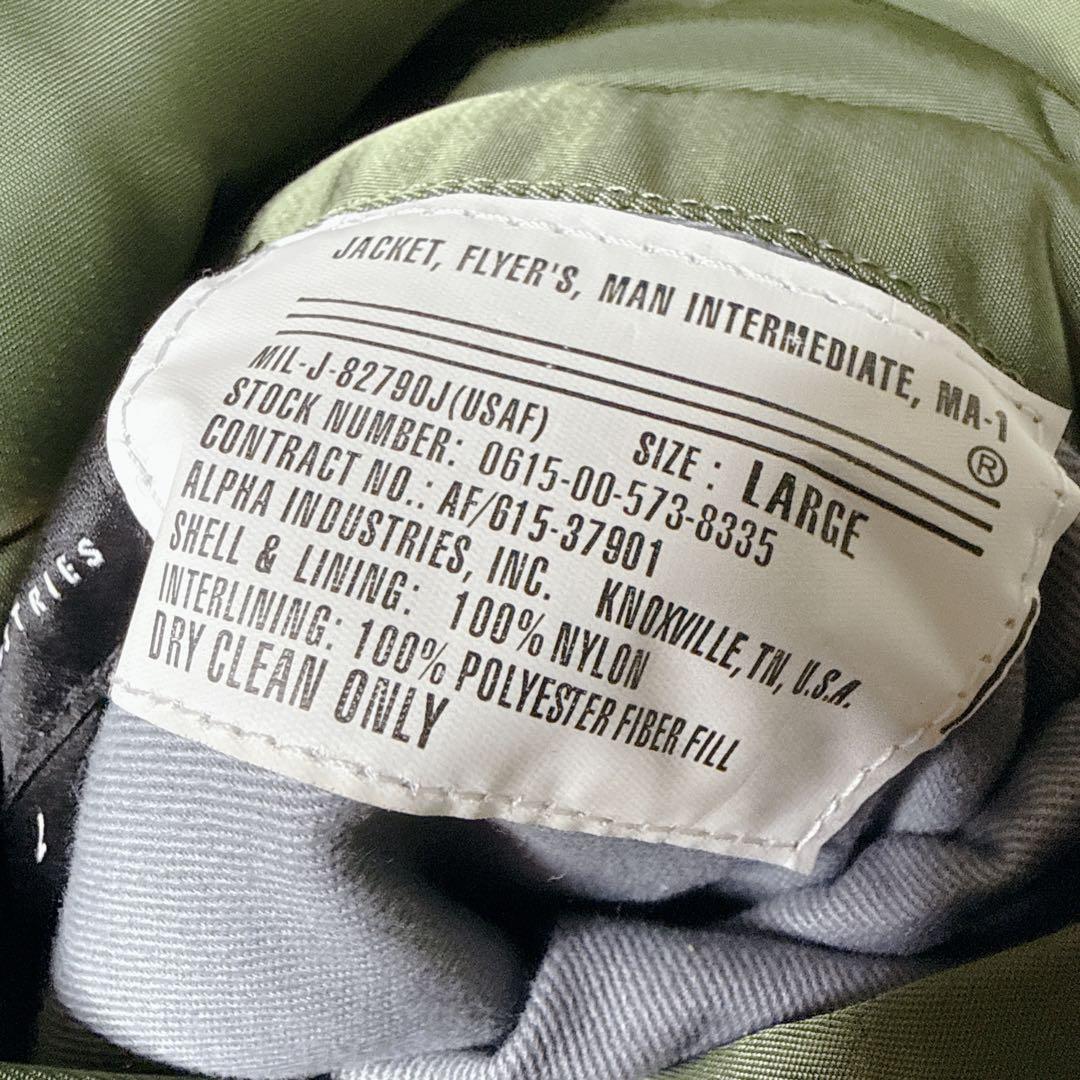 JACKET, FLYER'S, MAN INTERMEDIATE, MA-1
®
MIL-J-82790J(USAF) SIZE: LARGE
STOCK NUMBER: 0615-00-573-8335
CONTRACT NO.: AF/615-37901
ALPHA INDUSTRIES, INC. KNOXVILLE, TN, U.S.A.
SHELL & LINING: 100% NYLON
INTERLINING: 100% POLYESTER FIBER FILL
DRY CLEAN ONLY